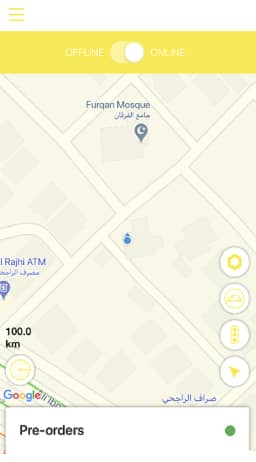 OFFLINE ONLINE
Furqan Mosque
جامع الفرقان
l Rajhi ATM
مصرف الراجحي
100.0
km
Google
صراف الراجحي
Pre-orders